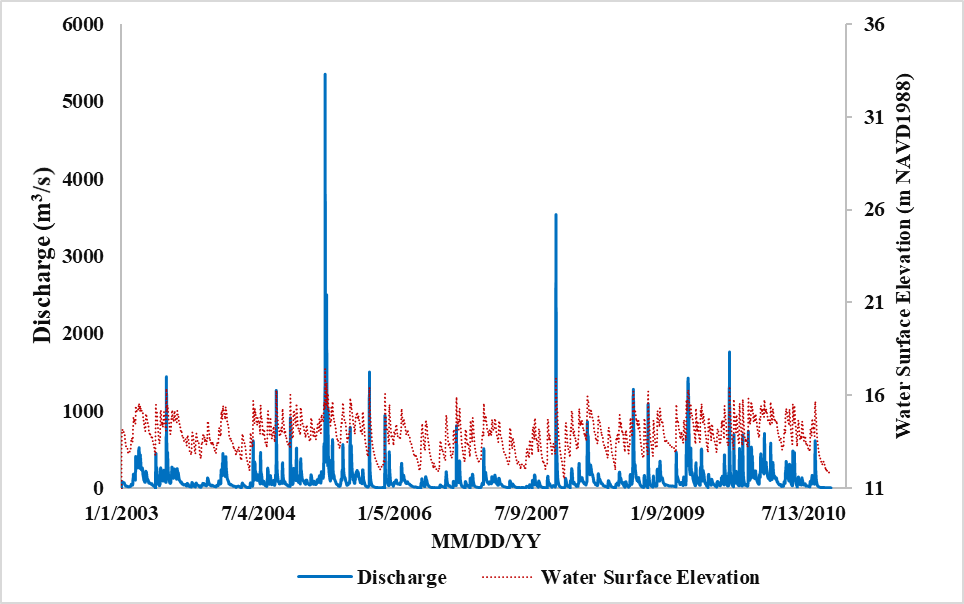 6000
5000
4000
3000
2000
1000
0
Discharge (m³/s)
36
31
26
21
16
11
Water Surface Elevation (m NAVD1988)
1/1/2003 7/4/2004 1/5/2006 7/9/2007 1/9/2009 7/13/2010
MM/DD/YY
Discharge Water Surface Elevation